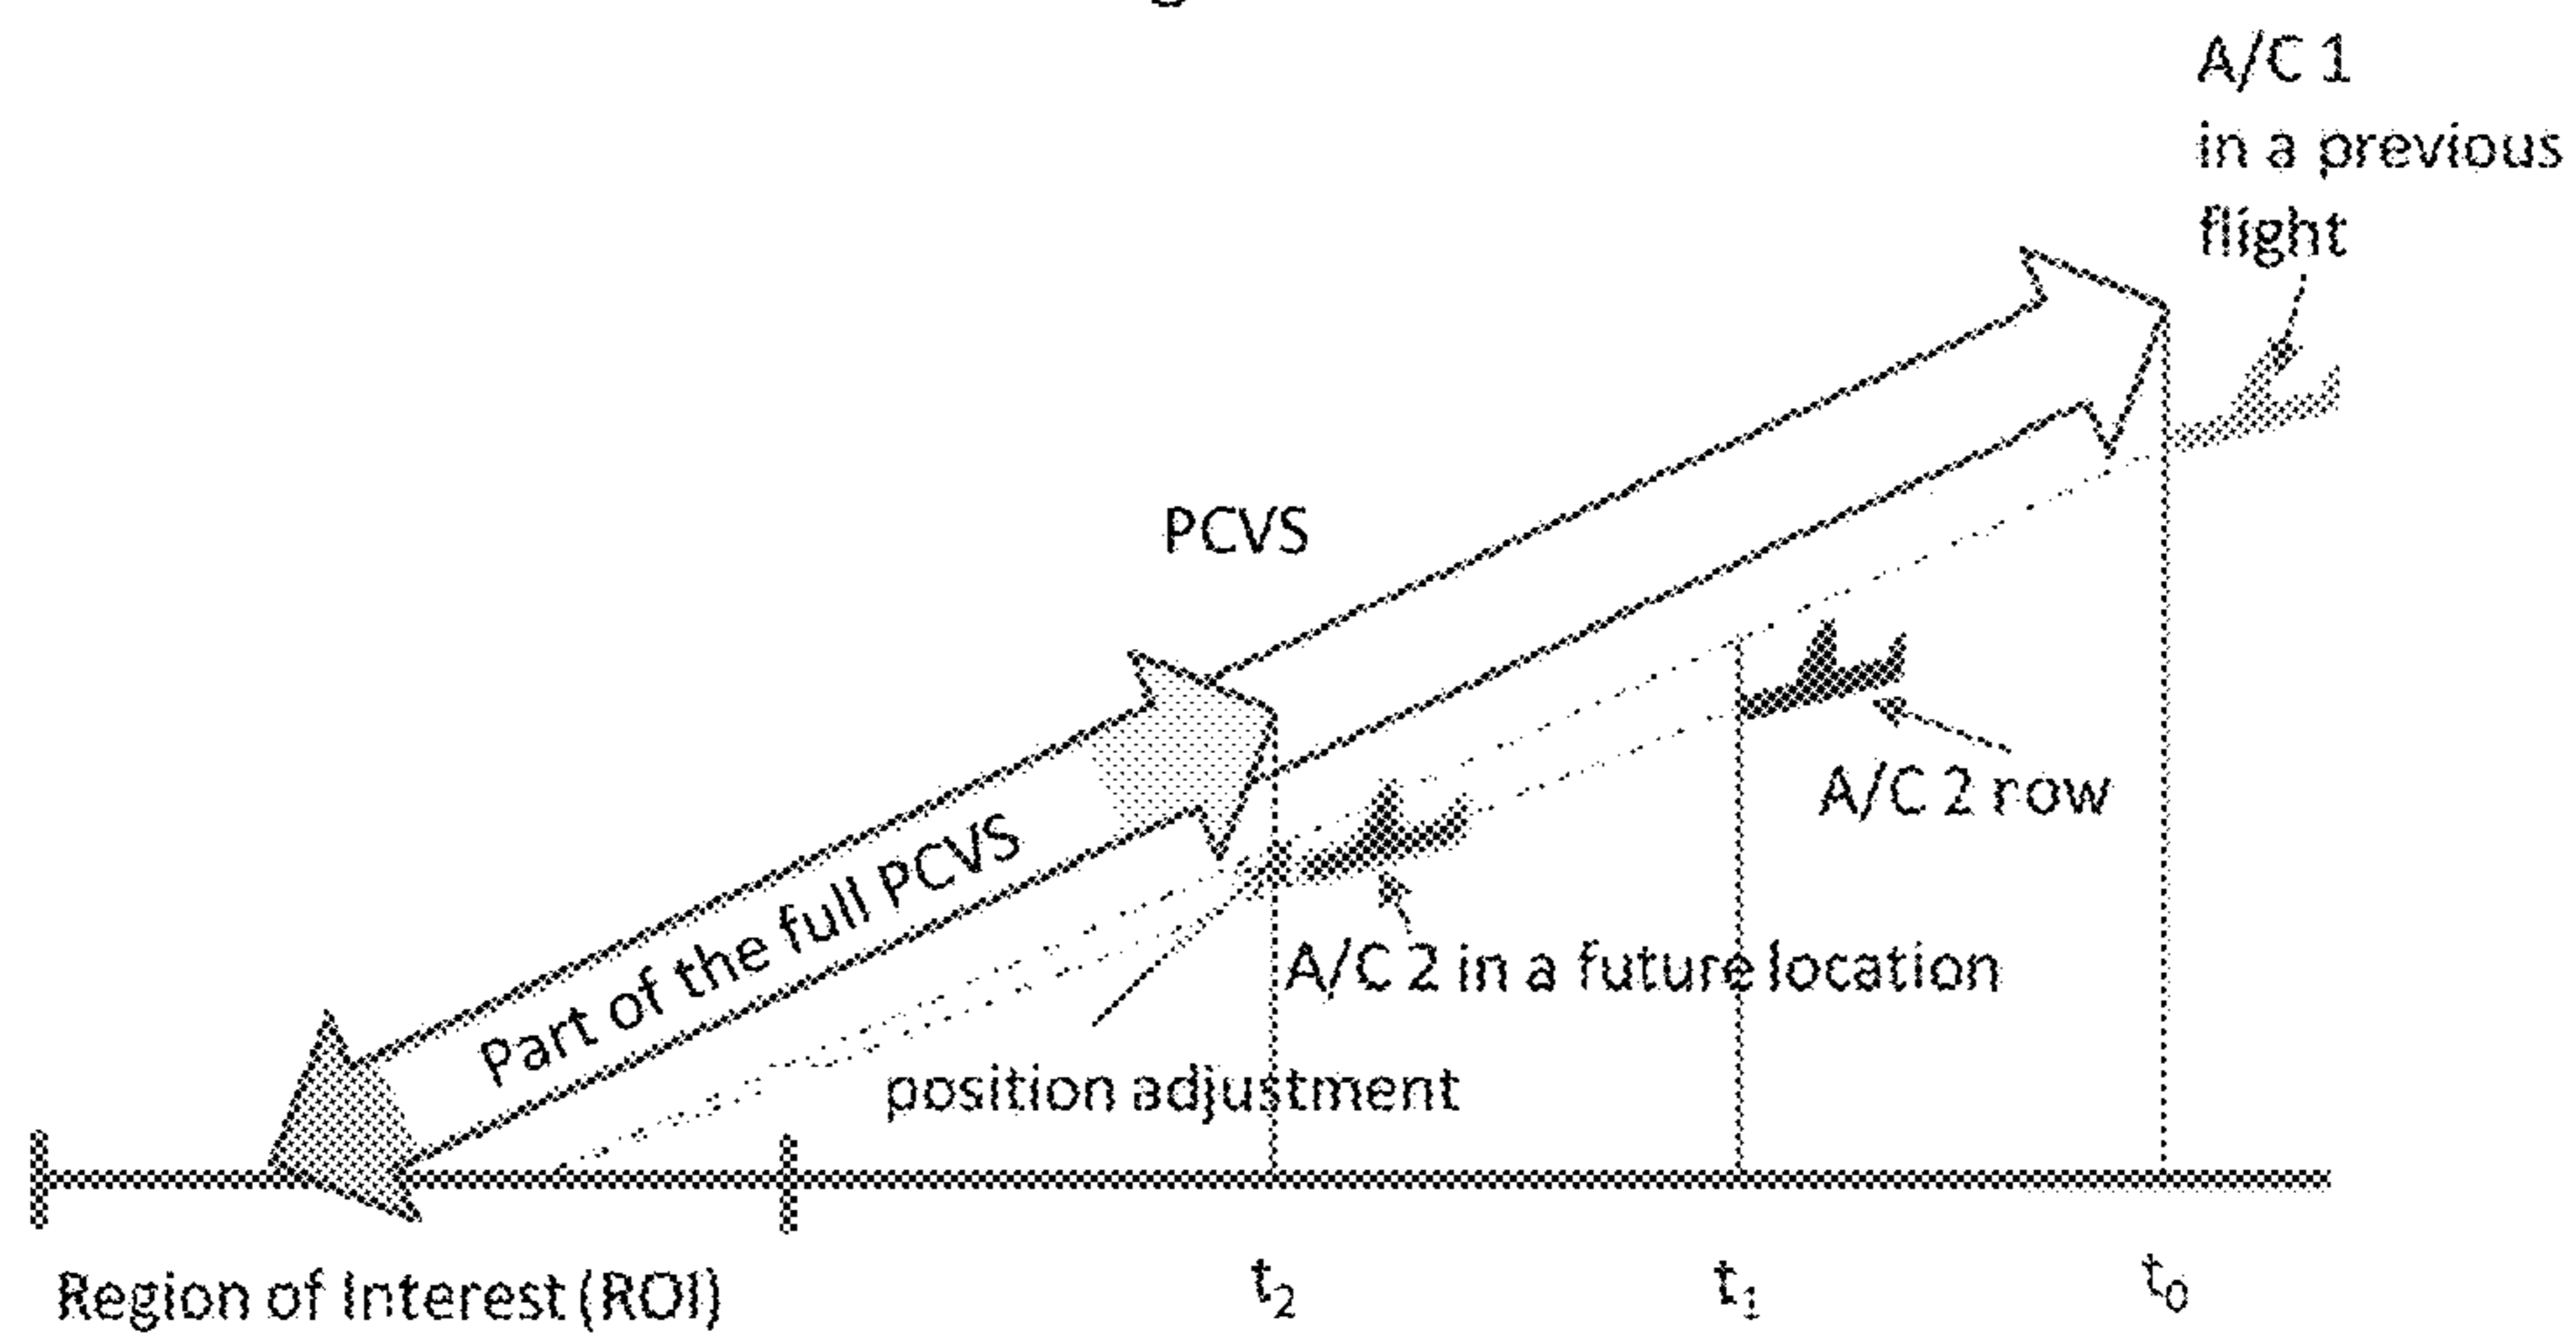 A/C 1
in a previous
flight
PCVS
A/C 2 row
Part of the full PCVS
A/C 2 in a future location
position adjustment
Region of Interest (ROI)
t₂
t₁
t₀